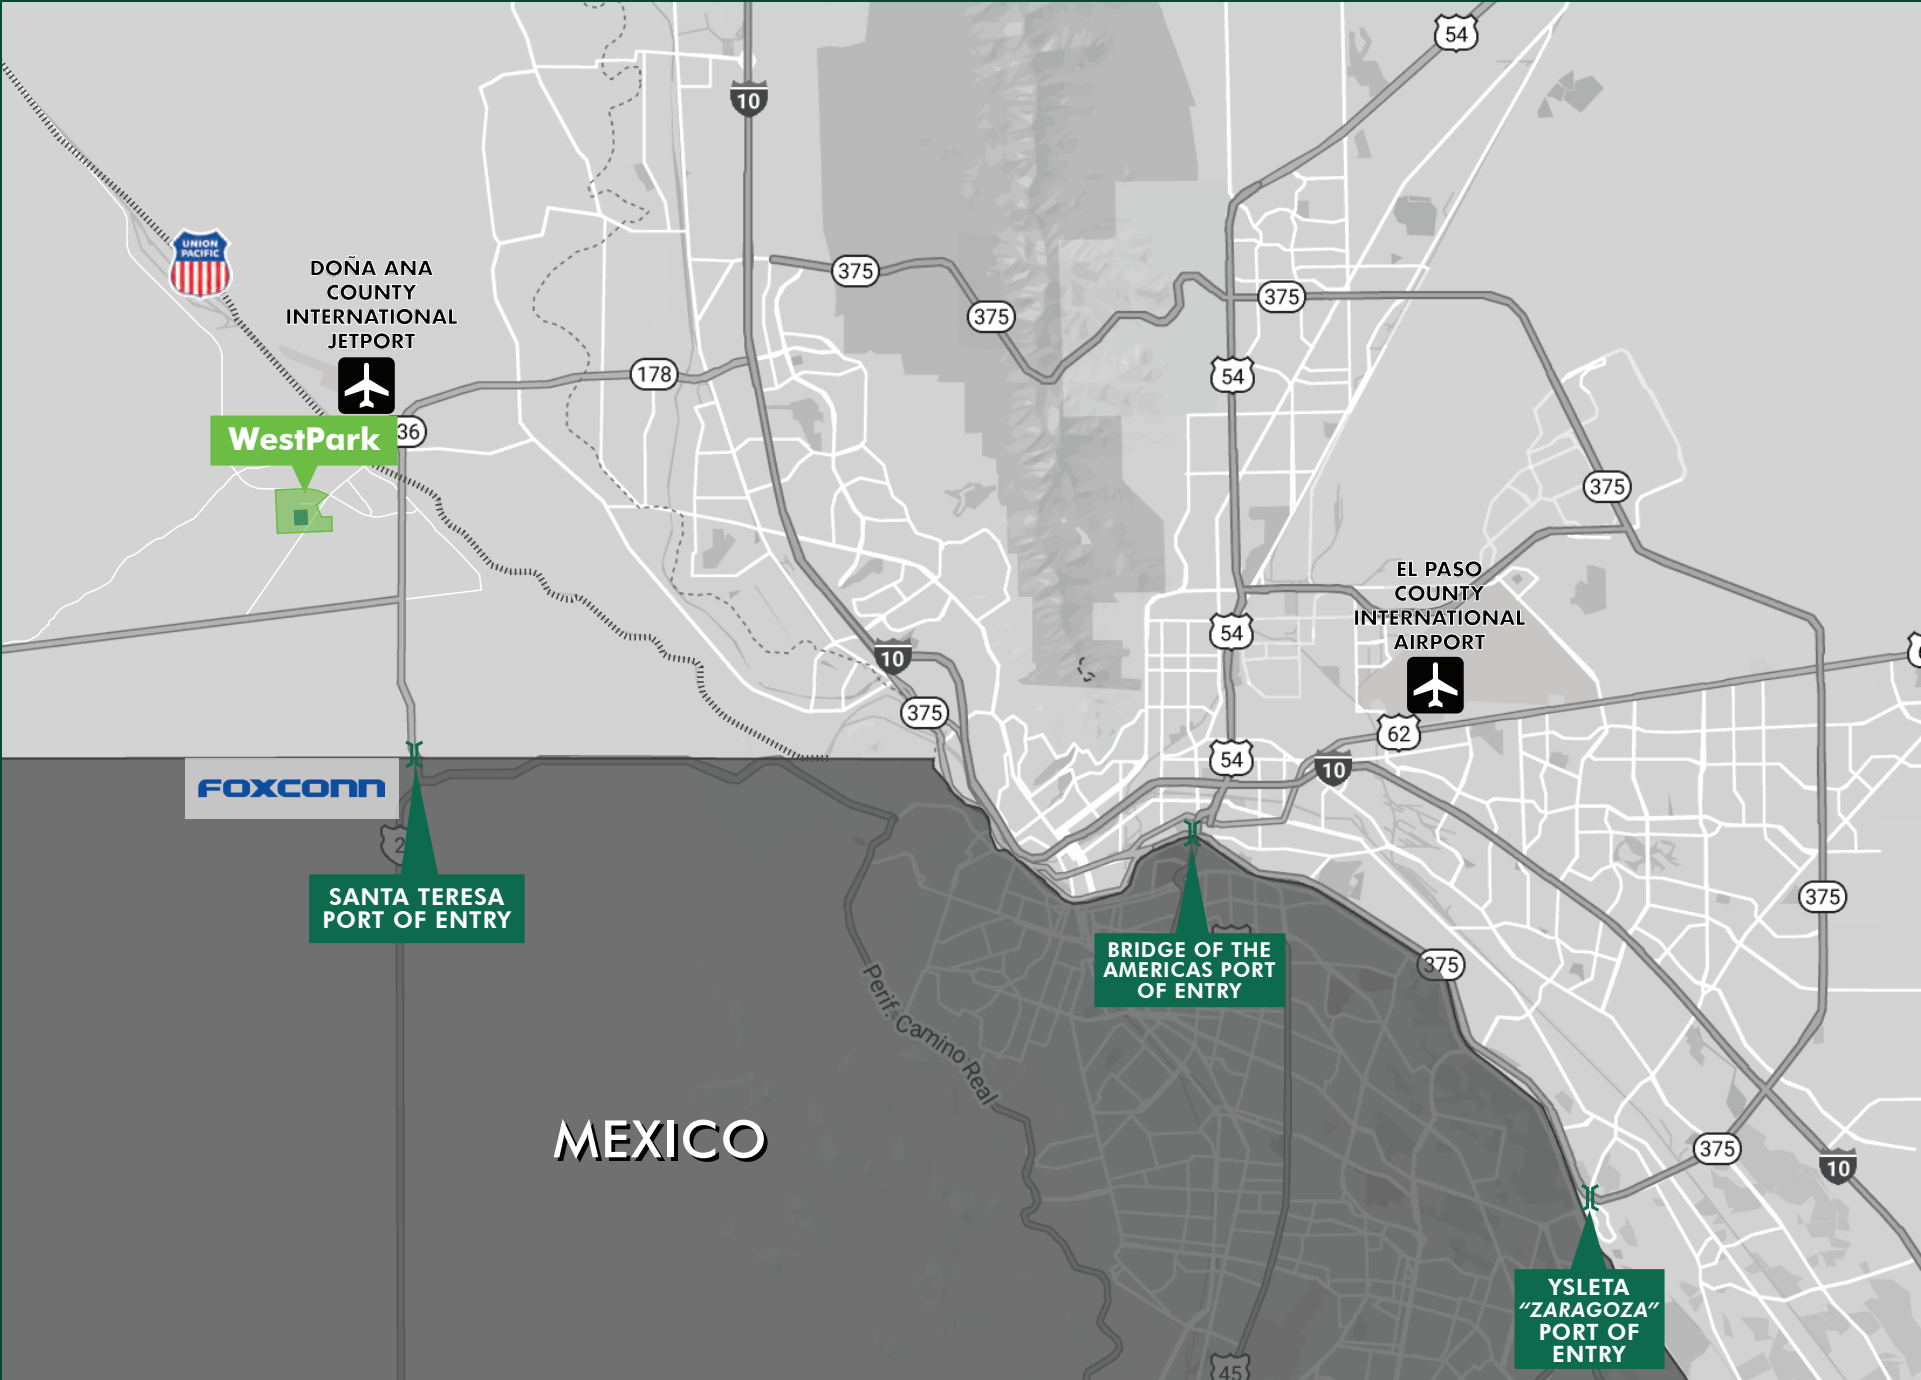 54
10
UNION
PACIFIC
DOÑA ANA
COUNTY
INTERNATIONAL
JETPORT
375
375
375
178
54
36
WestPark
375
EL PASO
COUNTY
INTERNATIONAL
AIRPORT
54
10
375
62
54
10
FOXCONN
2
SANTA TERESA
PORT OF ENTRY
375
BRIDGE OF THE
AMERICAS PORT
OF ENTRY
375
Perif. Camino Real
MEXICO
375
10
YSLETA
"ZARAGOZA"
PORT OF
ENTRY
45